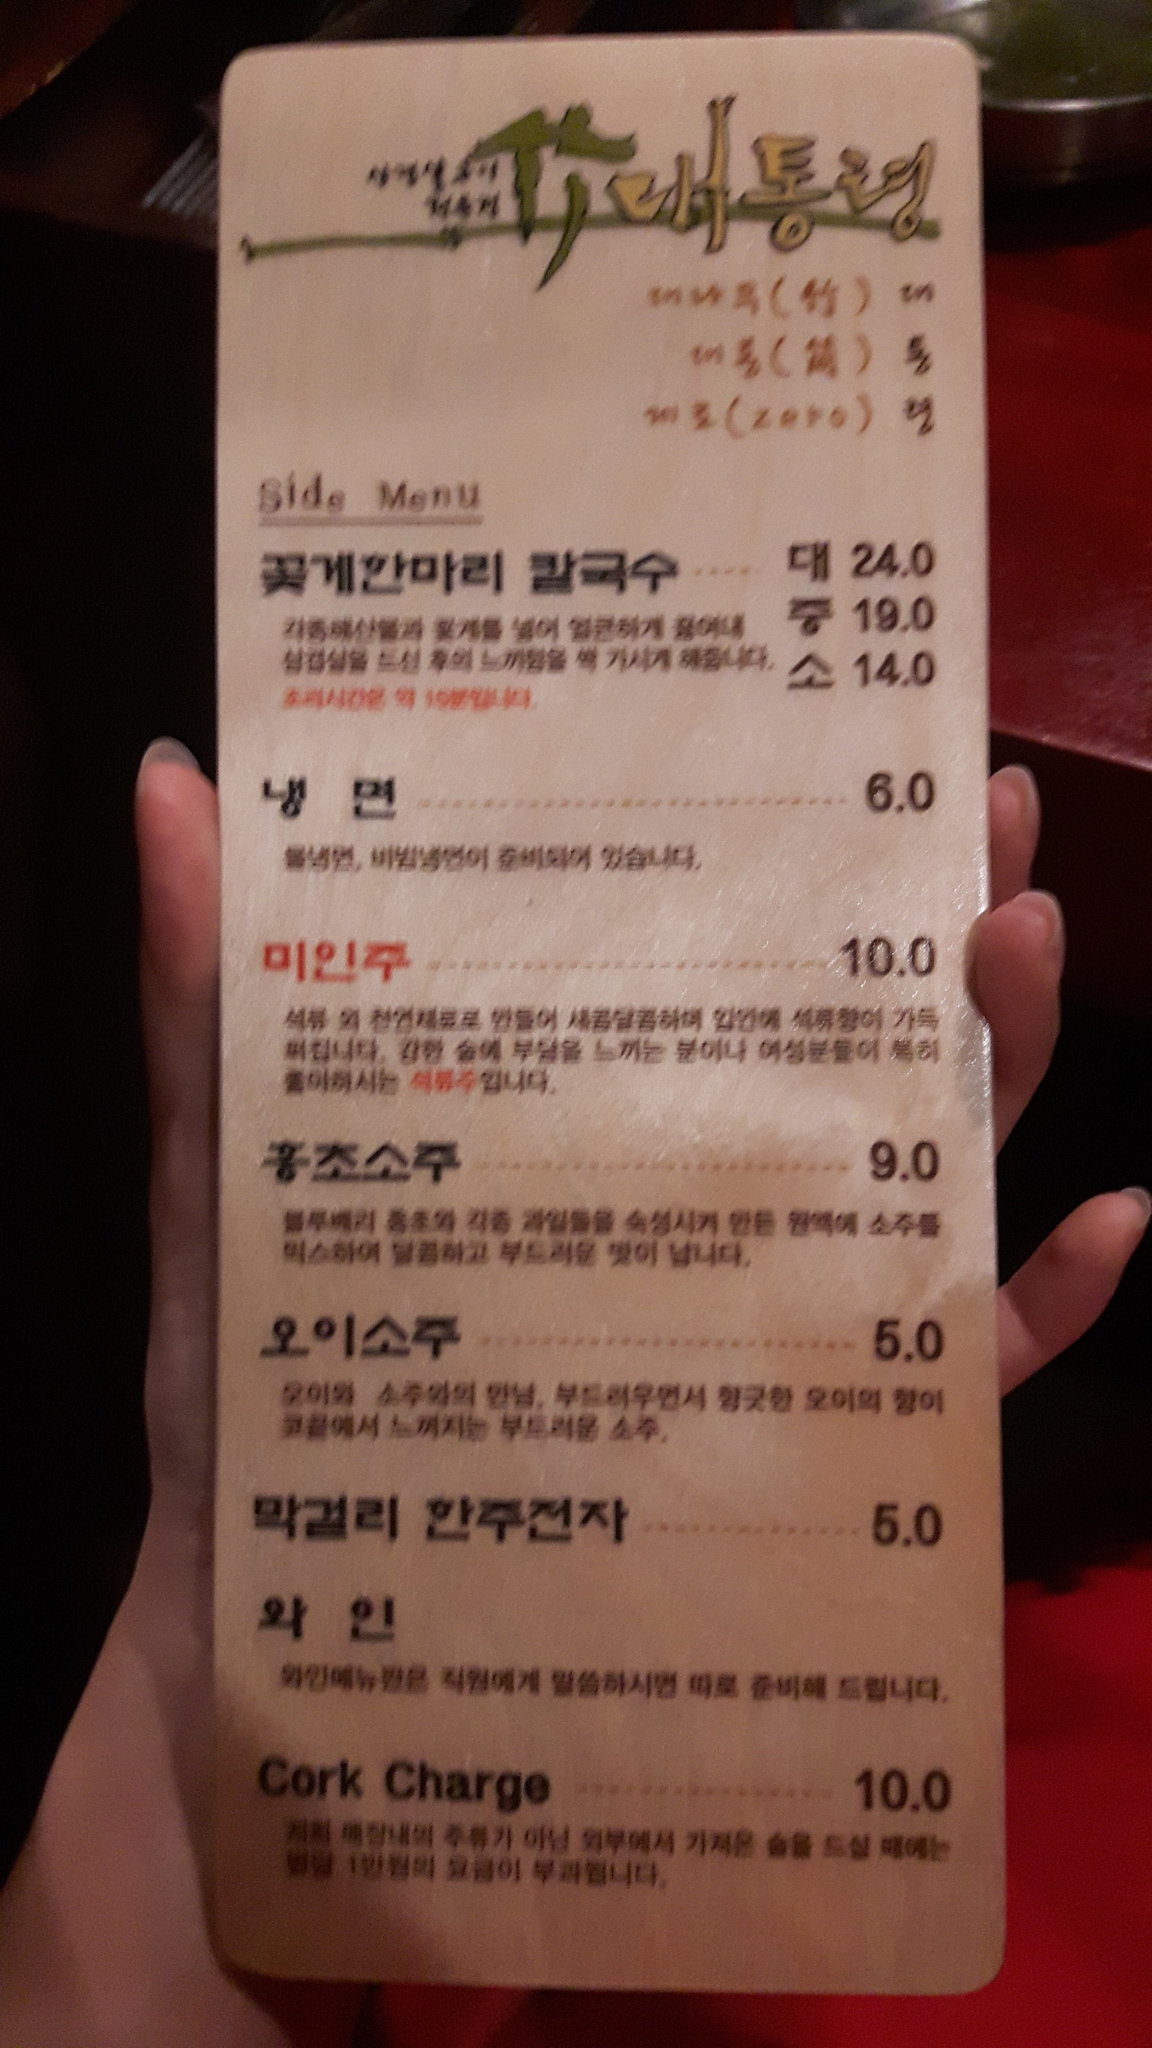 삼겹살구이
전문점
竹대통령
대나무(竹) 대
대롱(筒) 통
제로(zero) 령
Side Menu
꽃게한마리 칼국수 대 24.0
중 19.0
소 14.0
각종해산물과 꽃게를 넣어 얼큰하게 끓여내
삼겹살을 드신 후의 느끼함을 싹 가시게 해줍니다.
조리시간은 약 15분입니다.
냉 면 6.0
물냉면, 비빔냉면이 준비되어 있습니다.
미인주 10.0
석류 외 천연재료로 만들어 새콤달콤하며 입안에 석류향이 가득
퍼집니다. 강한 술에 부담을 느끼는 분이나 여성분들이 특히
좋아하시는 석류주입니다.
홍초소주 9.0
블루베리 홍초와 각종 과일들을 숙성시켜 만든 원액에 소주를
믹스하여 달콤하고 부드러운 맛이 납니다.
오이소주 5.0
오이와 소주와의 만남, 부드러우면서 향긋한 오이의 향이
코끝에서 느껴지는 부드러운 소주.
막걸리 한주전자 5.0
와 인
와인메뉴판은 직원에게 말씀하시면 따로 준비해 드립니다.
Cork Charge 10.0
저희 매장내의 주류가 아닌 외부에서 가져온 술을 드실 때에는
병당 1만원의 요금이 부과됩니다.